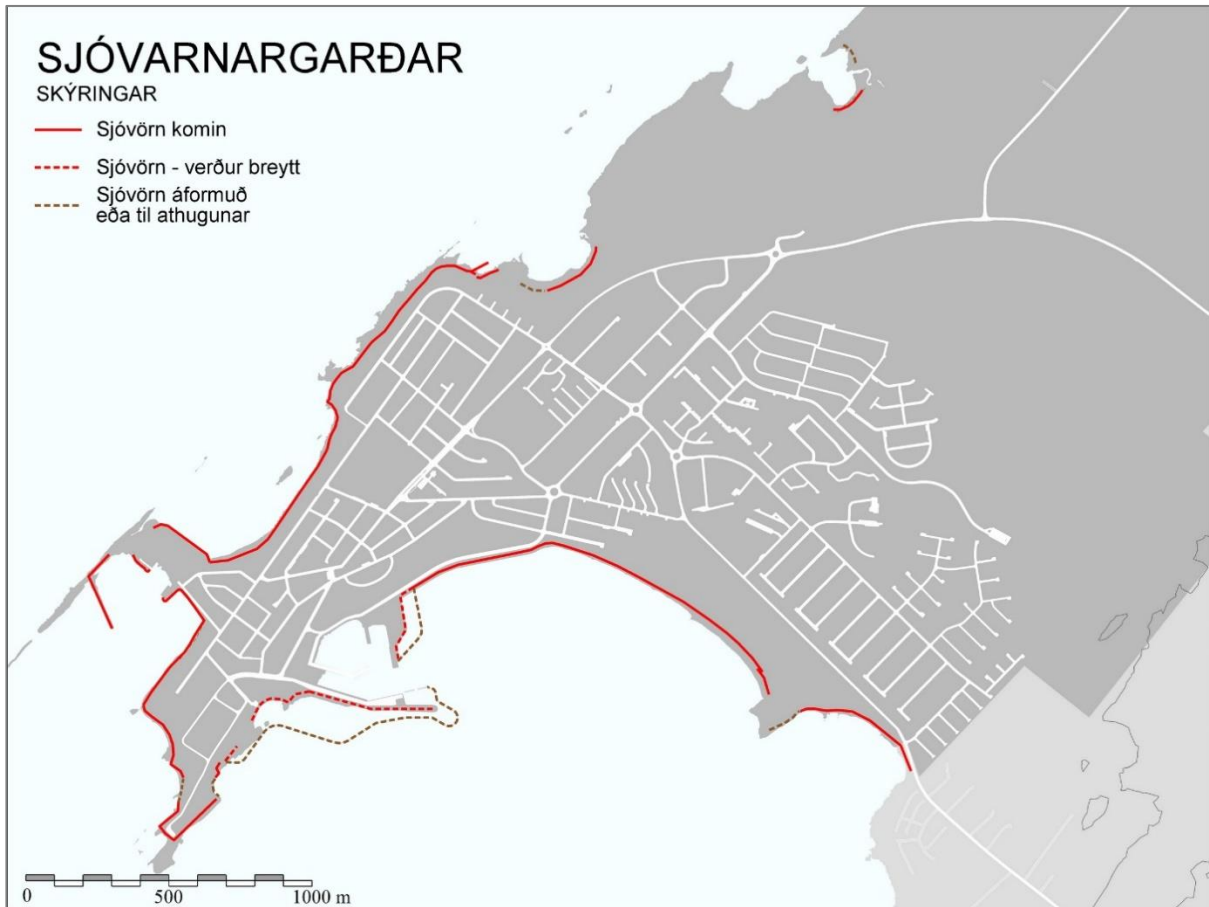 SJÓVARNARGARÐAR
SKÝRINGAR
Sjóvörn komin
Sjóvörn - verður breytt
Sjóvörn áformuð
eða til athugunar
0 500 1000 m